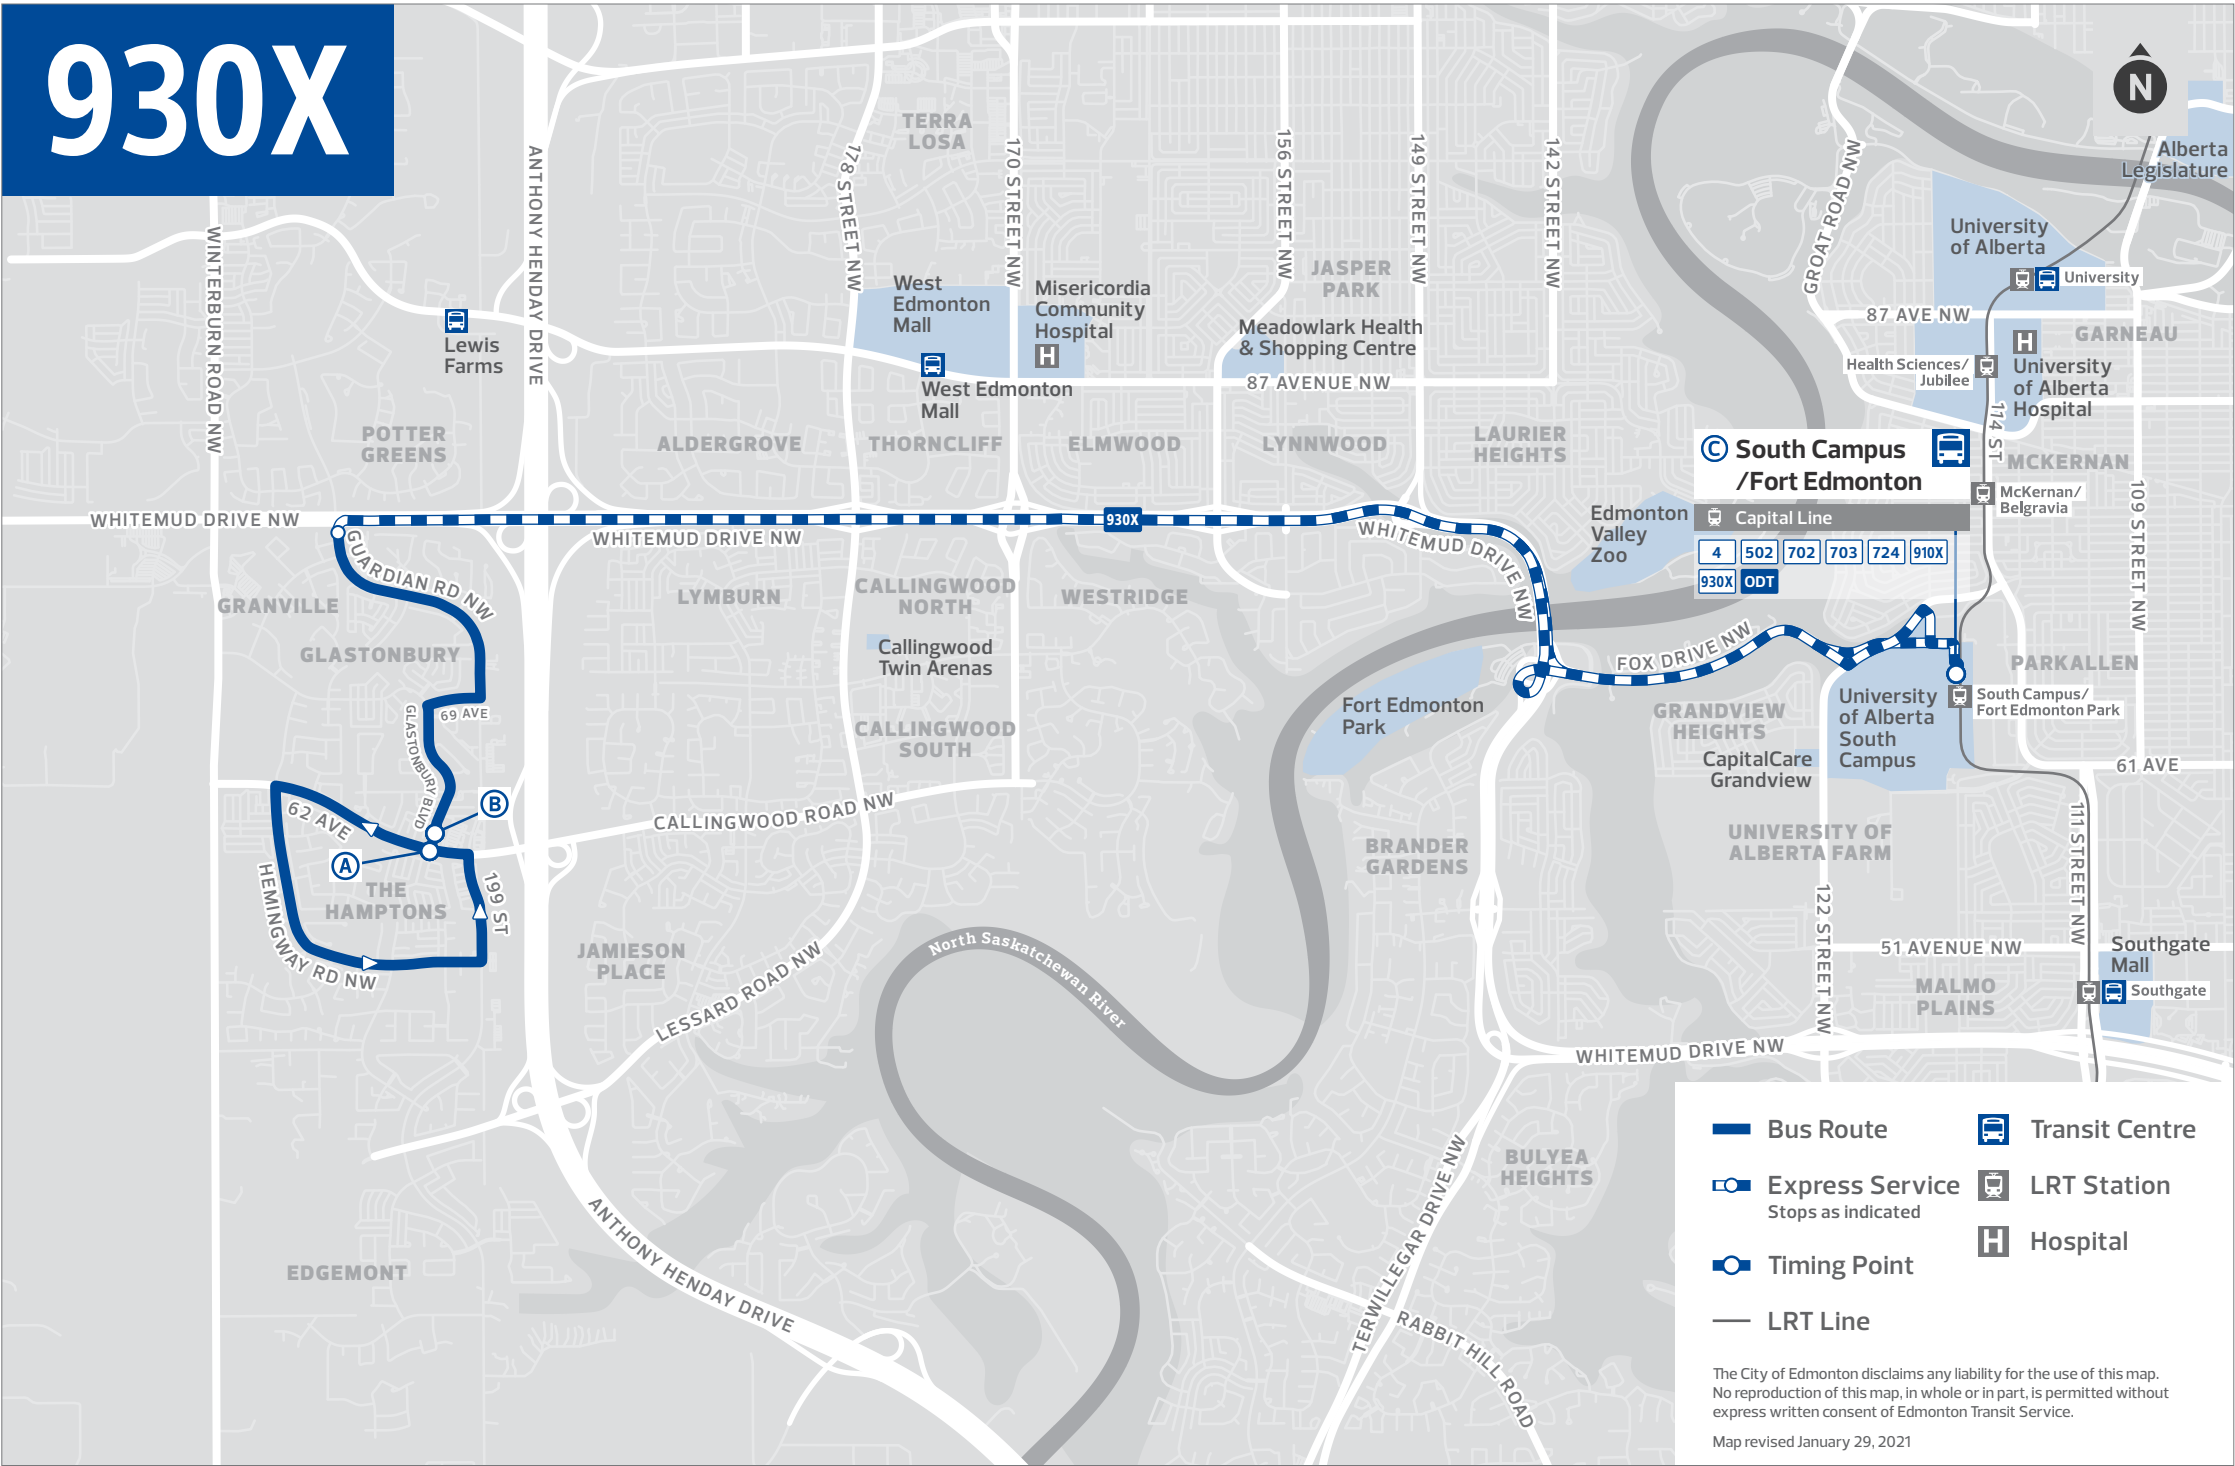 930X
N
TERRA
LOSA
Alberta
Legislature
WINTERBURN ROAD NW
ANTHONY HENDAY DRIVE
178 STREET NW
170 STREET NW
156 STREET NW
149 STREET NW
142 STREET NW
GROAT ROAD NW
University
of Alberta
University
JASPER
PARK
West
Edmonton
Mall
Misericordia
Community
Hospital
H
Meadowlark Health
& Shopping Centre
87 AVE NW
GARNEAU
Lewis
Farms
West Edmonton
Mall
87 AVENUE NW
Health Sciences/
Jubilee
H
University
of Alberta
Hospital
114 ST
POTTER
GREENS
ALDERGROVE
THORNCLIFF
ELMWOOD
LYNNWOOD
LAURIER
HEIGHTS
C South Campus
/Fort Edmonton
Capital Line
4 502 702 703 724 910X
930X ODT
MCKERNAN
McKernan/
Belgravia
109 STREET NW
WHITEMUD DRIVE NW
WHITEMUD DRIVE NW
930X
WHITEMUD DRIVE NW
Edmonton
Valley
Zoo
GUARDIAN RD NW
GRANVILLE
GLASTONBURY
LYMBURN
CALLINGWOOD
NORTH
WESTRIDGE
Callingwood
Twin Arenas
FOX DRIVE NW
PARKALLEN
69 AVE
GLASTONBURY BLVD
CALLINGWOOD
SOUTH
Fort Edmonton
Park
GRANDVIEW
HEIGHTS
University
of Alberta
South
Campus
South Campus/
Fort Edmonton Park
CapitalCare
Grandview
61 AVE
B
62 AVE
A
CALLINGWOOD ROAD NW
BRANDER
GARDENS
UNIVERSITY OF
ALBERTA FARM
111 STREET NW
THE
HAMPTONS
199 ST
HEMINGWAY RD NW
122 STREET NW
JAMIESON
PLACE
LESSARD ROAD NW
North Saskatchewan River
51 AVENUE NW
Southgate
Mall
MALMO
PLAINS
Southgate
WHITEMUD DRIVE NW
BULYEA
HEIGHTS
TERWILLEGAR DRIVE NW
EDGEMONT
ANTHONY HENDAY DRIVE
RABBIT HILL ROAD
Bus Route
Express Service
Stops as indicated
Timing Point
LRT Line
Transit Centre
LRT Station
H Hospital
The City of Edmonton disclaims any liability for the use of this map.
No reproduction of this map, in whole or in part, is permitted without
express written consent of Edmonton Transit Service.
Map revised January 29, 2021